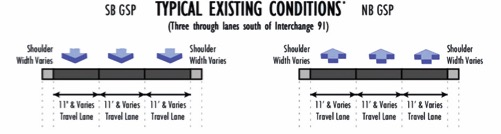 SB GSP TYPICAL EXISTING CONDITIONS* NB GSP
(Three through lanes south of Interchange 91)
Shoulder
Width Varies
Shoulder
Width Varies
Shoulder
Width Varies
Shoulder
Width Varies
11' & Varies
Travel Lane
11' & Varies
Travel Lane
11' & Varies
Travel Lane
11' & Varies
Travel Lane
11' & Varies
Travel Lane
11' & Varies
Travel Lane